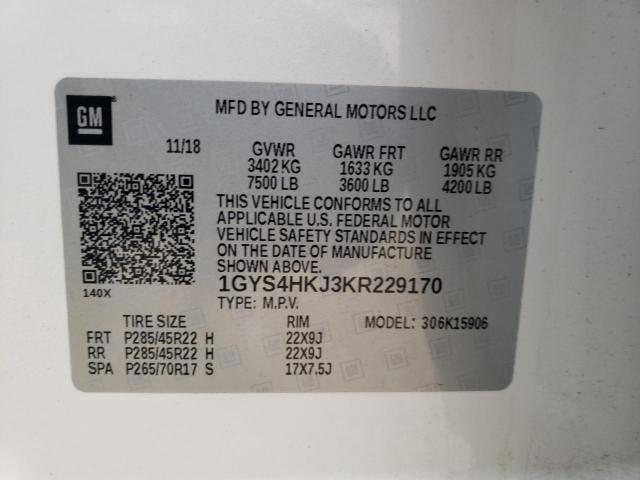 GM
MFD BY GENERAL MOTORS LLC
11/18 GVWR GAWR FRT GAWR RR
3402 KG 1633 KG 1905 KG
7500 LB 3600 LB 4200 LB
THIS VEHICLE CONFORMS TO ALL
APPLICABLE U.S. FEDERAL MOTOR
VEHICLE SAFETY STANDARDS IN EFFECT
ON THE DATE OF MANUFACTURE
SHOWN ABOVE.
140X
1GYS4HKJ3KR229170
TYPE: M.P.V.
TIRE SIZE RIM MODEL: 306K15906
FRT P285/45R22 H 22X9J
RR P285/45R22 H 22X9J
SPA P265/70R17 S 17X7.5J